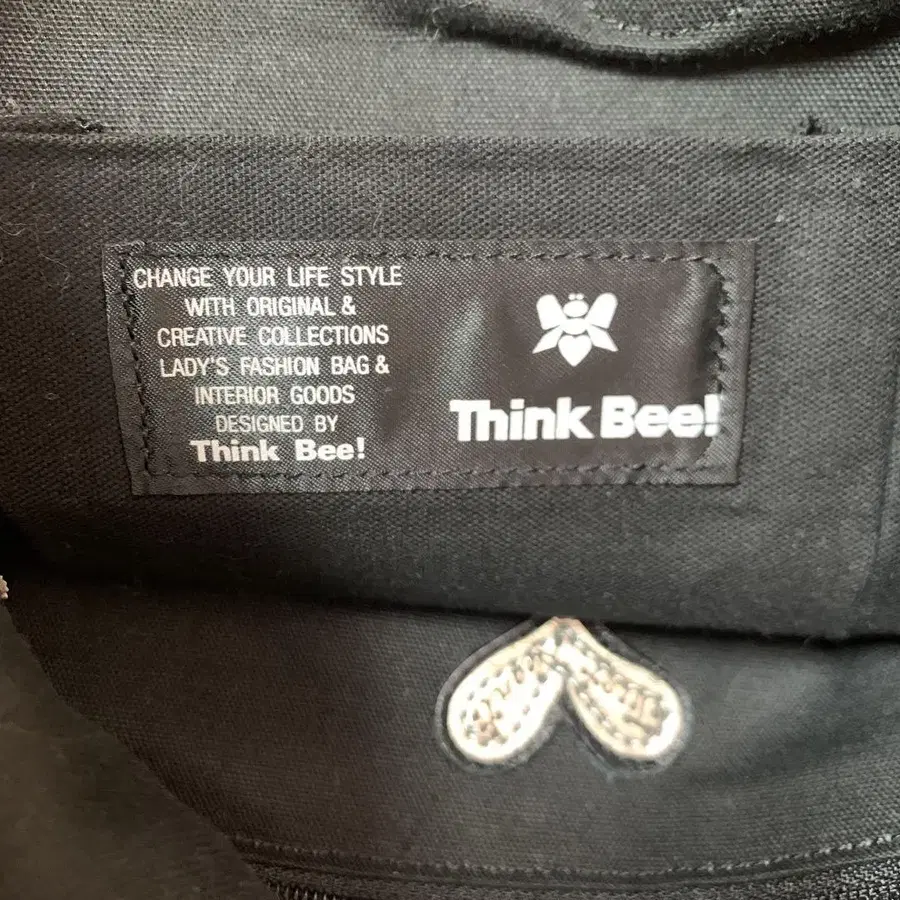 CHANGE YOUR LIFE STYLE
WITH ORIGINAL &
CREATIVE COLLECTIONS
LADY'S FASHION BAG &
INTERIOR GOODS
DESIGNED BY
Think Bee!
Think Bee!